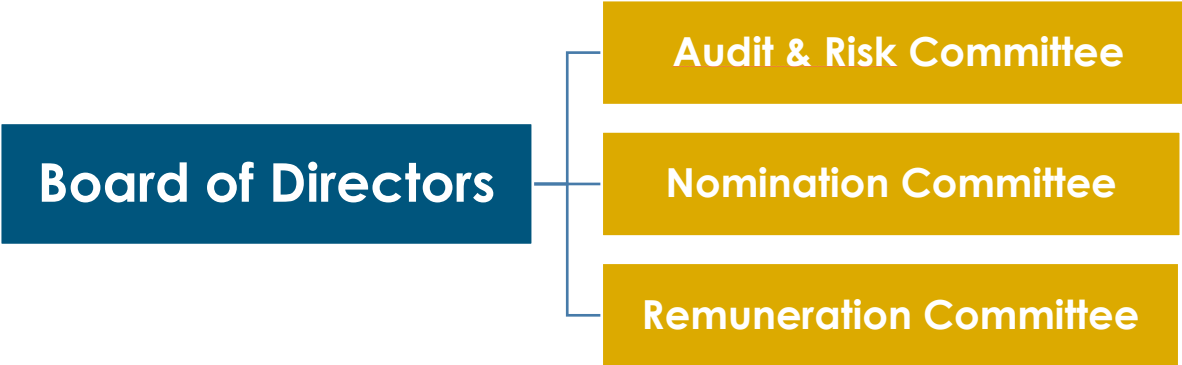 Audit & Risk Committee
Board of Directors
Nomination Committee
Remuneration Committee